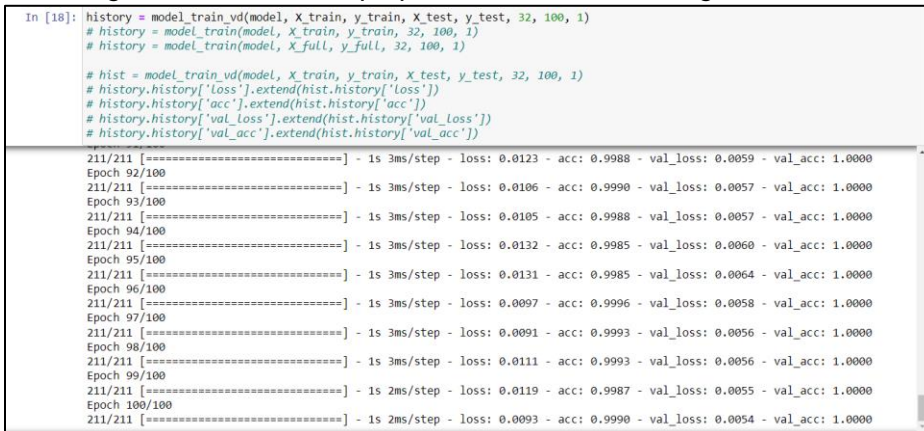 In [18]: history = model_train_vd(model, X_train, y_train, X_test, y_test, 32, 100, 1)
# history = model_train(model, X_train, y_train, 32, 100, 1)
# history = model_train(model, X_full, y_full, 32, 100, 1)
# hist = model_train_vd(model, X_train, y_train, X_test, y_test, 32, 100, 1)
# history.history['loss'].extend(hist.history['loss'])
# history.history['acc'].extend(hist.history['acc'])
# history.history['val_loss'].extend(hist.history['val_loss'])
# history.history['val_acc'].extend(hist.history['val_acc'])
Epoch 91/100
211/211 [==============================] - 1s 3ms/step - loss: 0.0123 - acc: 0.9988 - val_loss: 0.0059 - val_acc: 1.0000
Epoch 92/100
211/211 [==============================] - 1s 3ms/step - loss: 0.0106 - acc: 0.9990 - val_loss: 0.0057 - val_acc: 1.0000
Epoch 93/100
211/211 [==============================] - 1s 3ms/step - loss: 0.0105 - acc: 0.9988 - val_loss: 0.0057 - val_acc: 1.0000
Epoch 94/100
211/211 [==============================] - 1s 3ms/step - loss: 0.0132 - acc: 0.9985 - val_loss: 0.0060 - val_acc: 1.0000
Epoch 95/100
211/211 [==============================] - 1s 3ms/step - loss: 0.0131 - acc: 0.9985 - val_loss: 0.0064 - val_acc: 1.0000
Epoch 96/100
211/211 [==============================] - 1s 3ms/step - loss: 0.0097 - acc: 0.9996 - val_loss: 0.0058 - val_acc: 1.0000
Epoch 97/100
211/211 [==============================] - 1s 3ms/step - loss: 0.0091 - acc: 0.9993 - val_loss: 0.0056 - val_acc: 1.0000
Epoch 98/100
211/211 [==============================] - 1s 3ms/step - loss: 0.0111 - acc: 0.9993 - val_loss: 0.0056 - val_acc: 1.0000
Epoch 99/100
211/211 [==============================] - 1s 2ms/step - loss: 0.0119 - acc: 0.9987 - val_loss: 0.0055 - val_acc: 1.0000
Epoch 100/100
211/211 [==============================] - 1s 2ms/step - loss: 0.0093 - acc: 0.9990 - val_loss: 0.0054 - val_acc: 1.0000